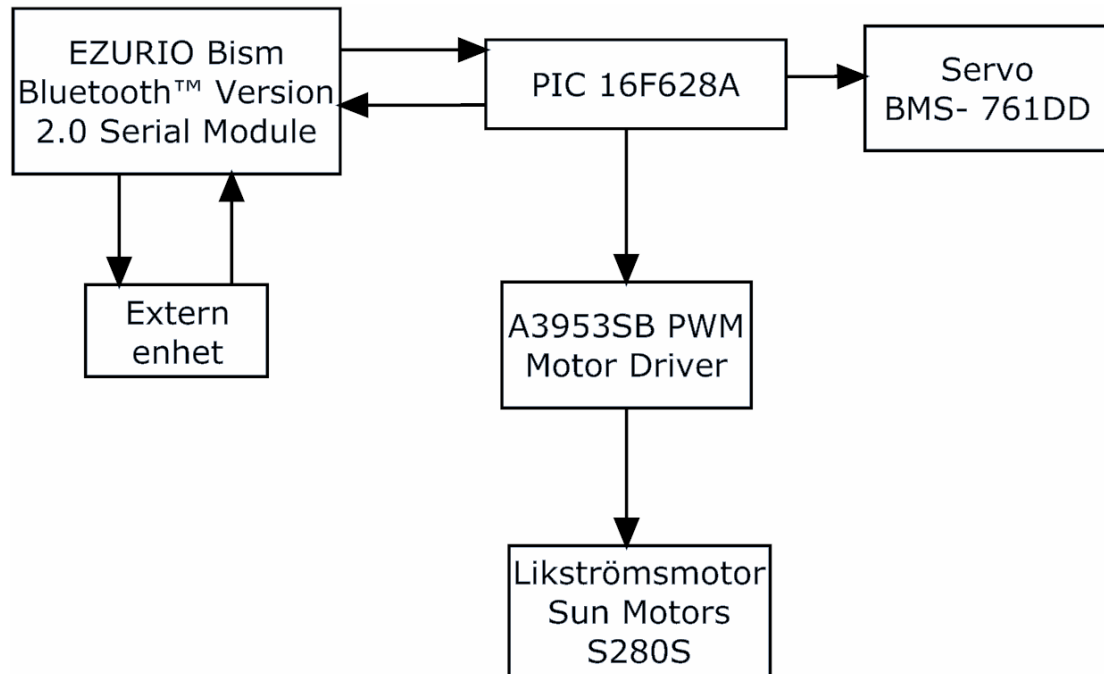 EZURIO Bism
Bluetooth™ Version
2.0 Serial Module
PIC 16F628A
Servo
BMS- 761DD
Extern
enhet
A3953SB PWM
Motor Driver
Likströmsmotor
Sun Motors
S280S